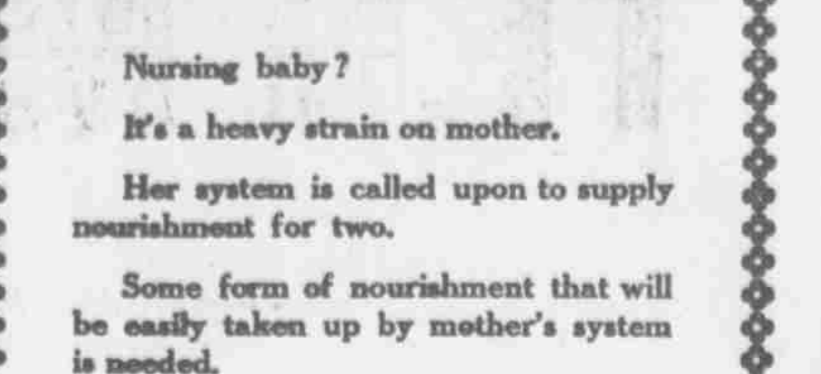 Nursing baby?
It's a heavy strain on mother.
Her system is called upon to supply
nourishment for two.
Some form of nourishment that will
be easily taken up by mother's system
is needed.